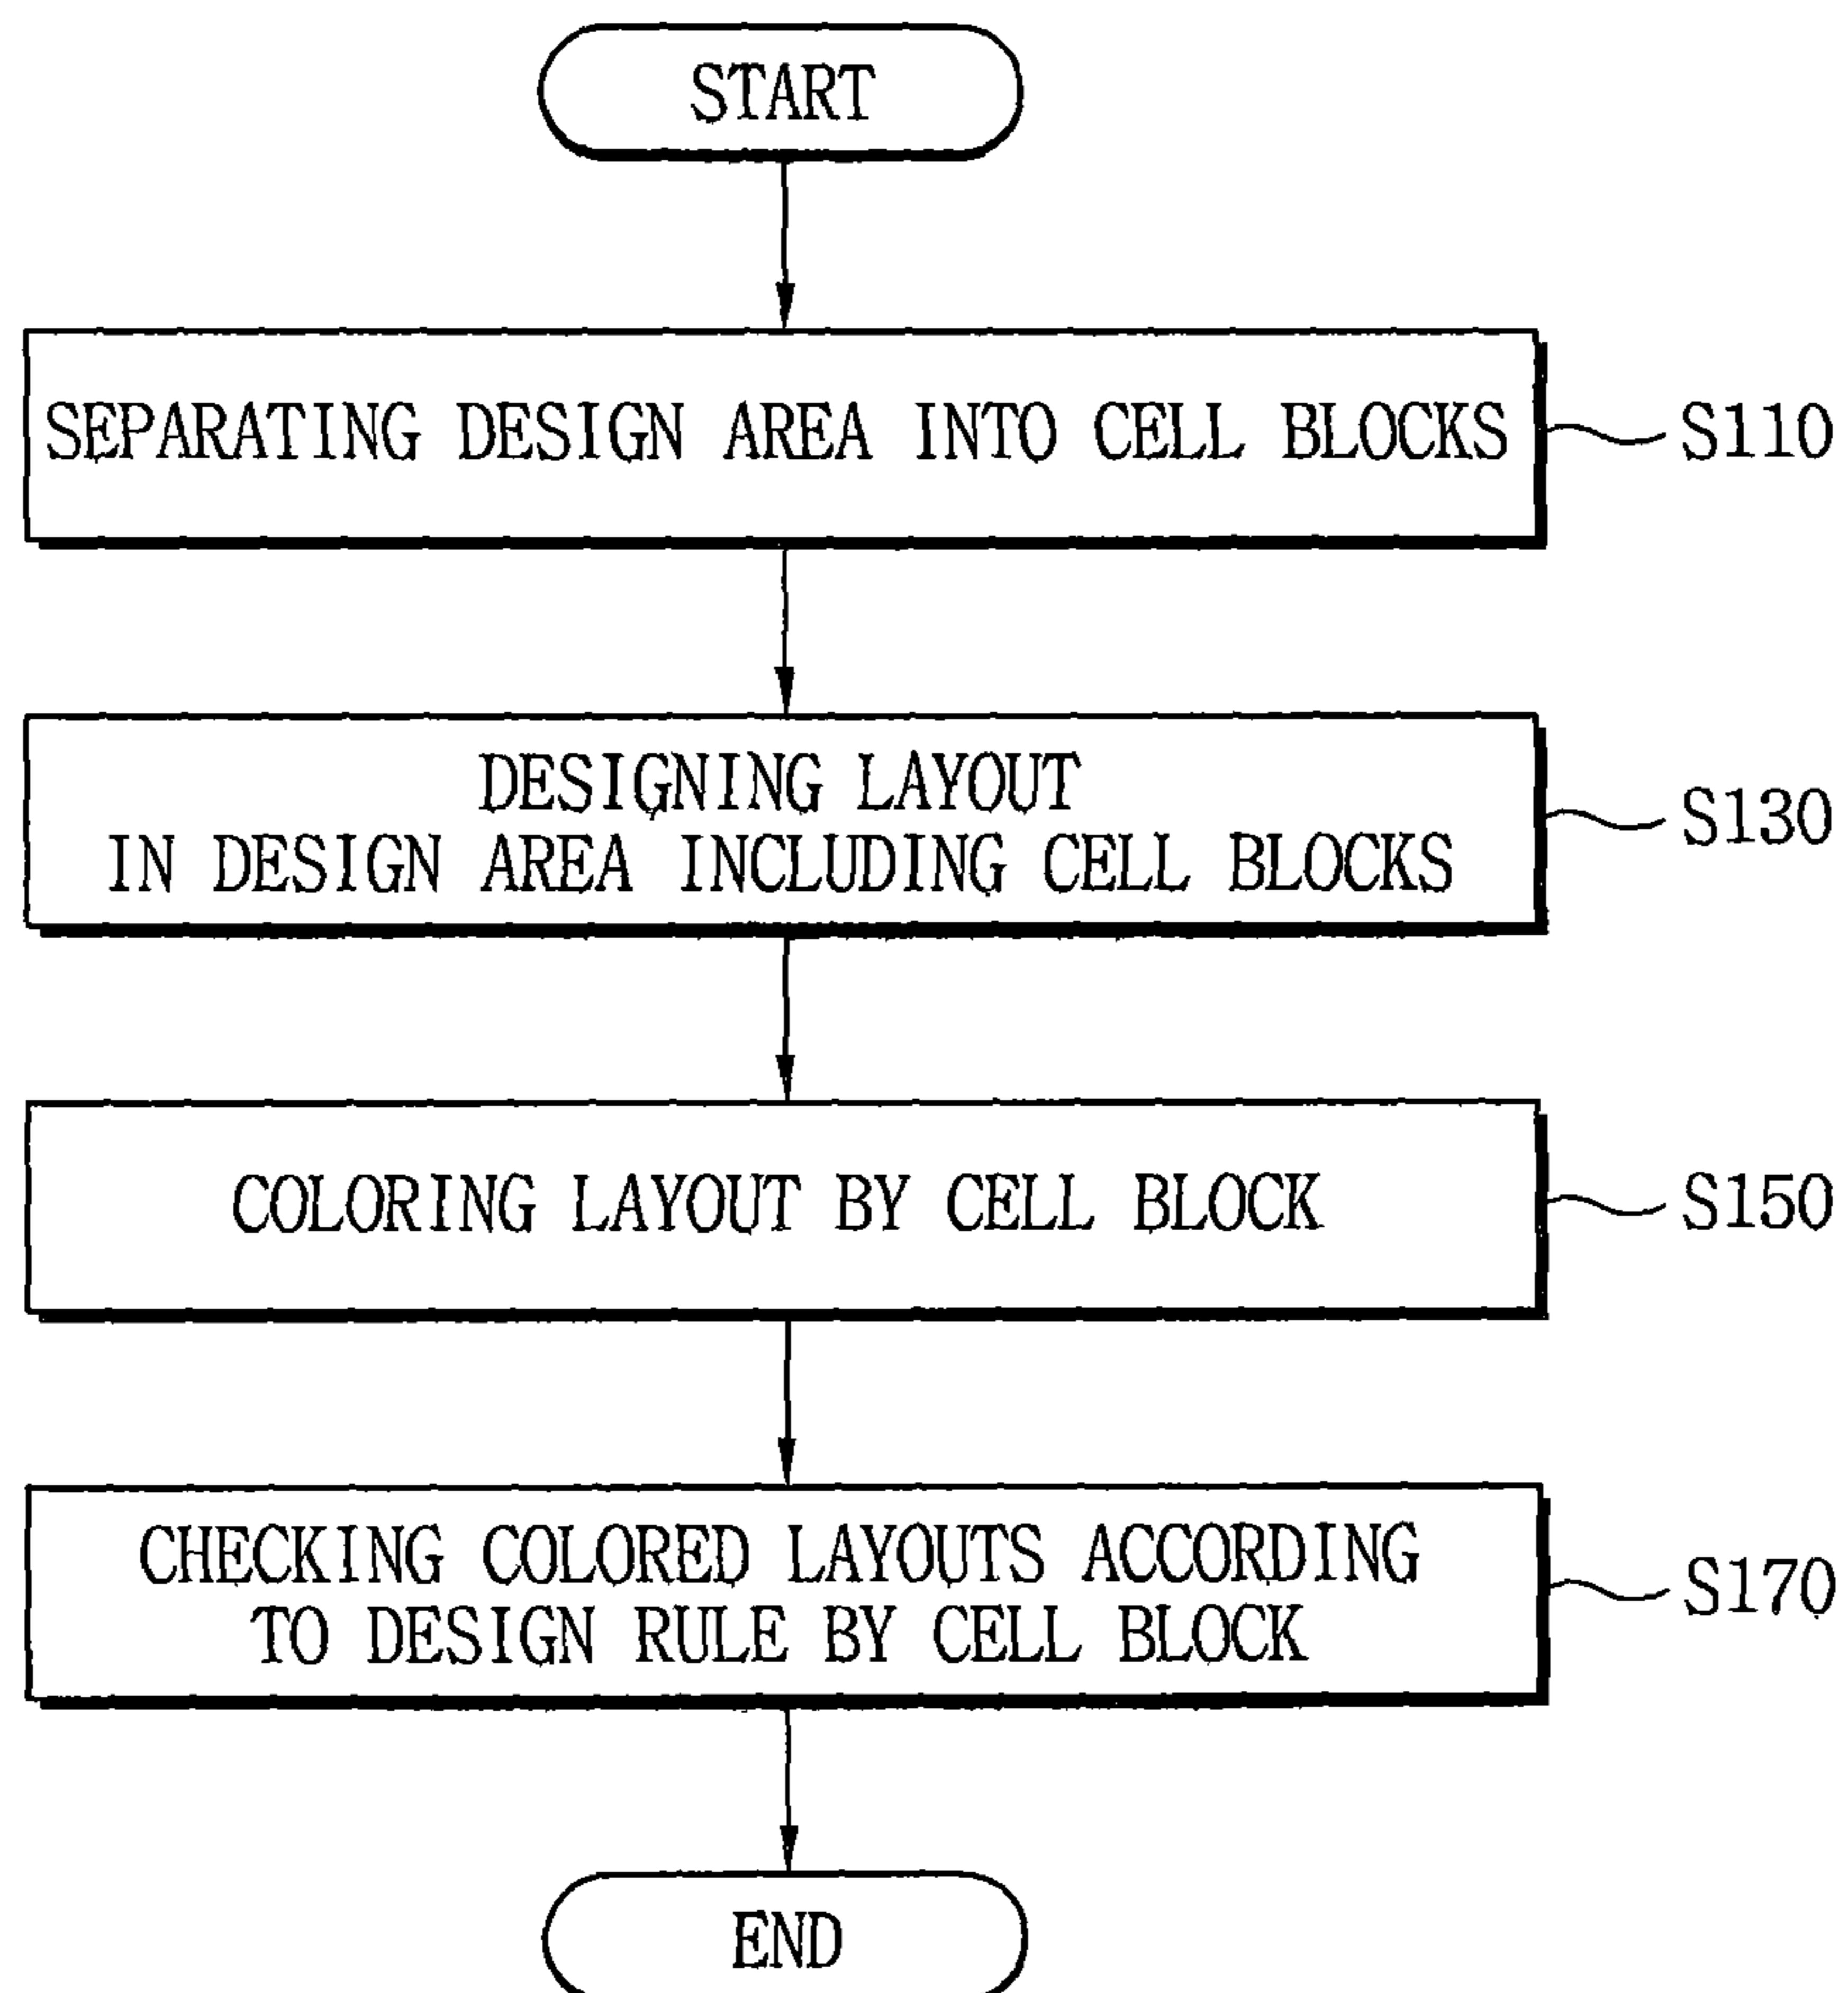 START
SEPARATING DESIGN AREA INTO CELL BLOCKS
S110
DESIGNING LAYOUT
IN DESIGN AREA INCLUDING CELL BLOCKS
S130
COLORING LAYOUT BY CELL BLOCK
S150
CHECKING COLORED LAYOUTS ACCORDING
TO DESIGN RULE BY CELL BLOCK
S170
END